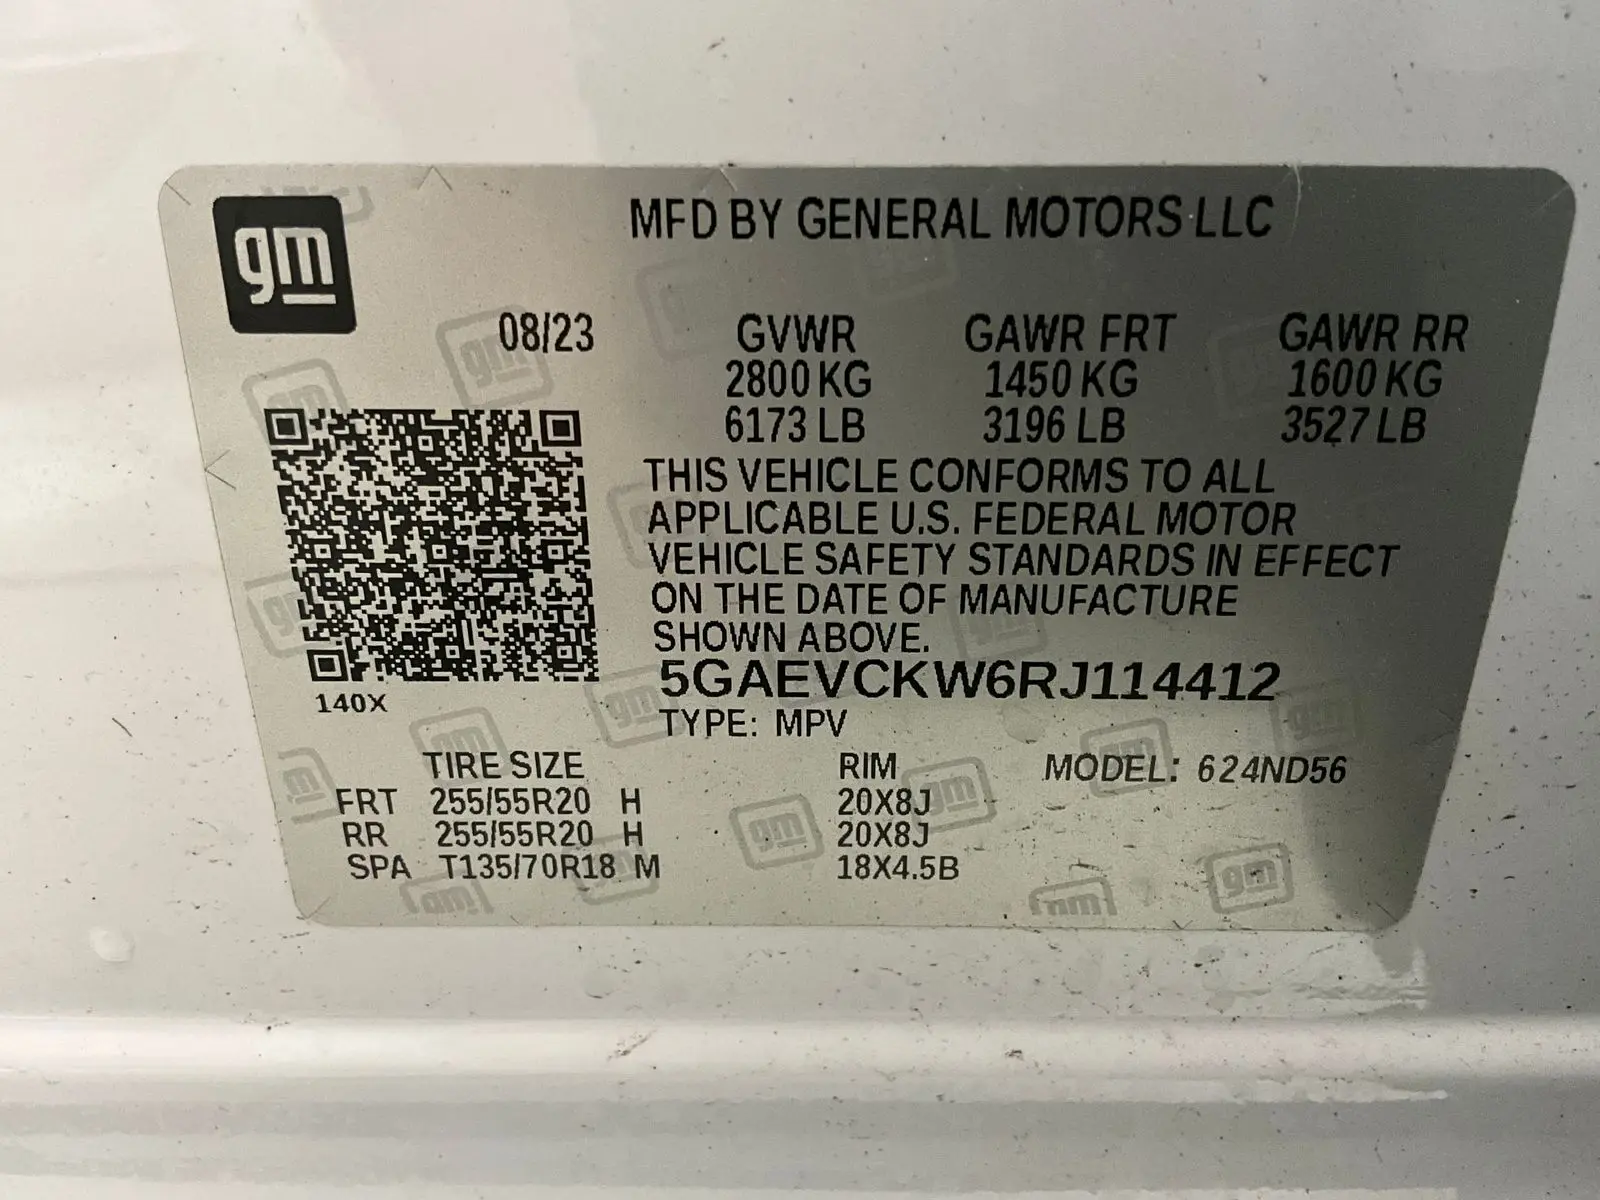 gm
MFD BY GENERAL MOTORS LLC
08/23 GVWR GAWR FRT GAWR RR
2800 KG 1450 KG 1600 KG
6173 LB 3196 LB 3527 LB
THIS VEHICLE CONFORMS TO ALL
APPLICABLE U.S. FEDERAL MOTOR
VEHICLE SAFETY STANDARDS IN EFFECT
ON THE DATE OF MANUFACTURE
SHOWN ABOVE.
5GAEVCKW6RJ114412
140X
TYPE: MPV
TIRE SIZE RIM MODEL: 624ND56
FRT 255/55R20 H 20X8J
RR 255/55R20 H 20X8J
SPA T135/70R18 M 18X4.5B